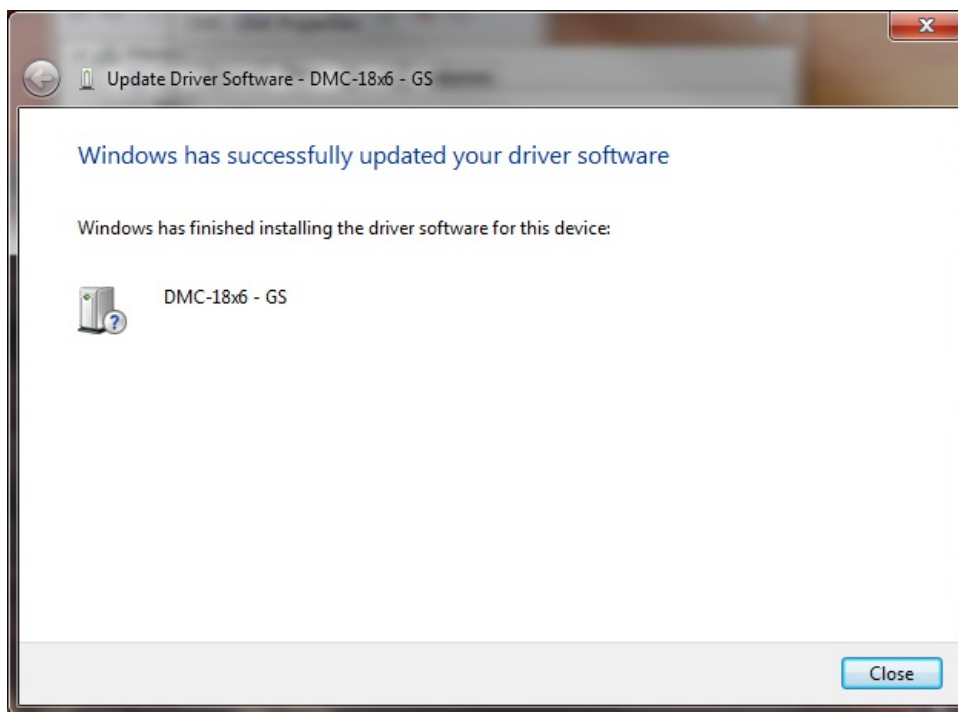 Update Driver Software - DMC-18x6 - GS
Windows has successfully updated your driver software
Windows has finished installing the driver software for this device:
DMC-18x6 - GS
Close